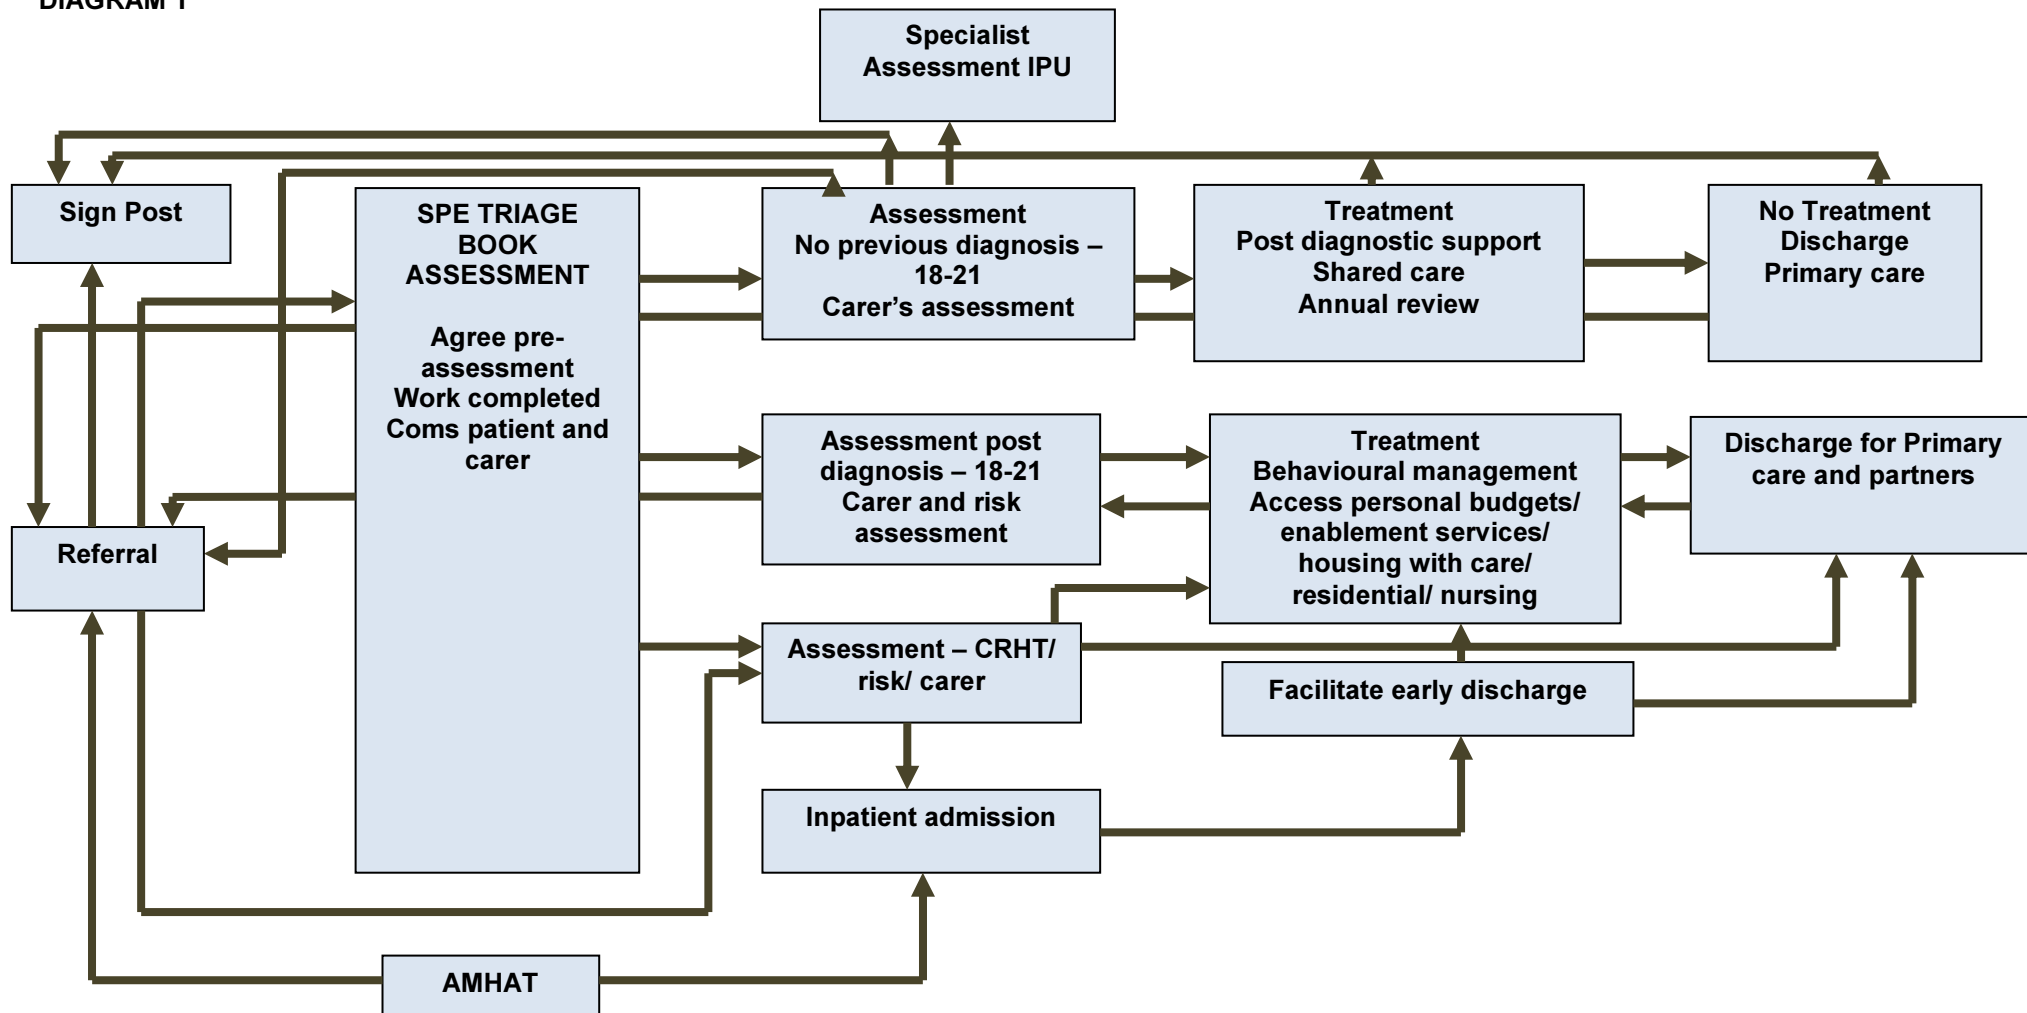 DIAGRAM 1
Specialist
Assessment IPU
Sign Post
SPE TRIAGE
BOOK
ASSESSMENT
Agree pre-
assessment
Work completed
Coms patient and
carer
Assessment
No previous diagnosis –
18-21
Carer’s assessment
Treatment
Post diagnostic support
Shared care
Annual review
No Treatment
Discharge
Primary care
Assessment post
diagnosis – 18-21
Carer and risk
assessment
Treatment
Behavioural management
Access personal budgets/
enablement services/
housing with care/
residential/ nursing
Discharge for Primary
care and partners
Referral
Assessment – CRHT/
risk/ carer
Facilitate early discharge
Inpatient admission
AMHAT